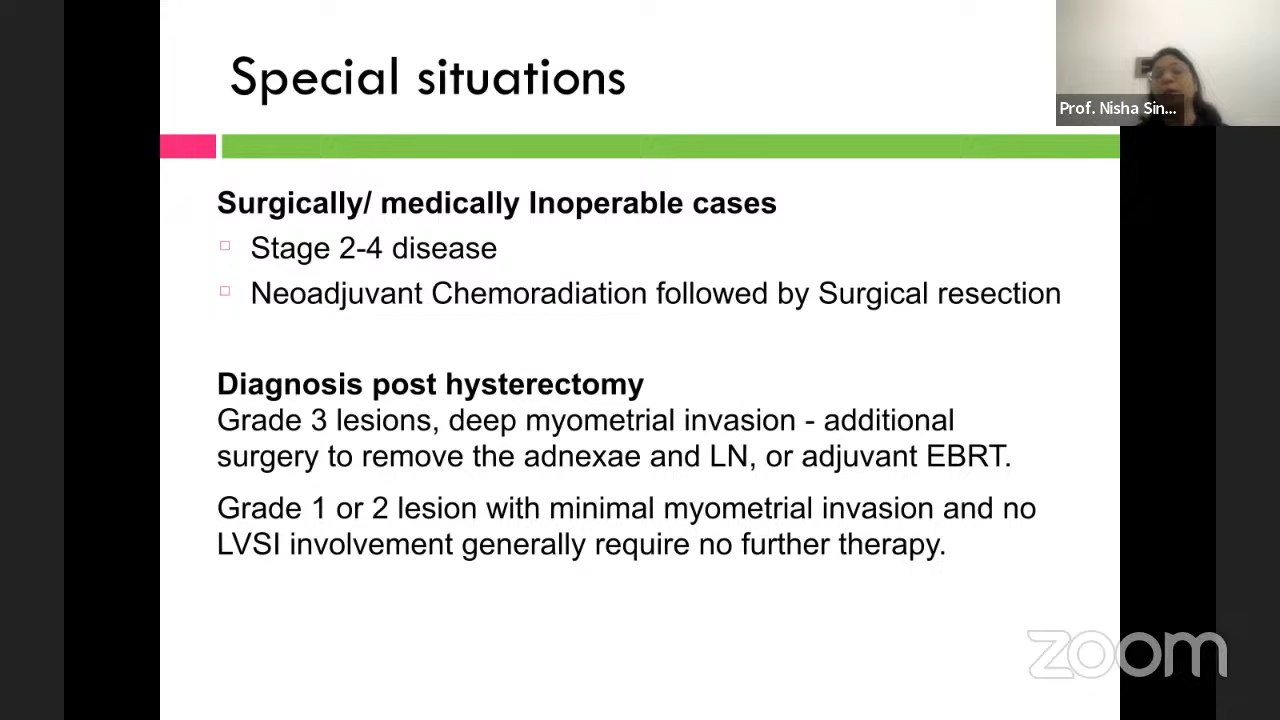 Special situations
Prof. Nisha Sin...
Surgically/ medically Inoperable cases
Stage 2-4 disease
Neoadjuvant Chemoradiation followed by Surgical resection
Diagnosis post hysterectomy
Grade 3 lesions, deep myometrial invasion - additional
surgery to remove the adnexae and LN, or adjuvant EBRT.
Grade 1 or 2 lesion with minimal myometrial invasion and no
LVSI involvement generally require no further therapy.
zoom